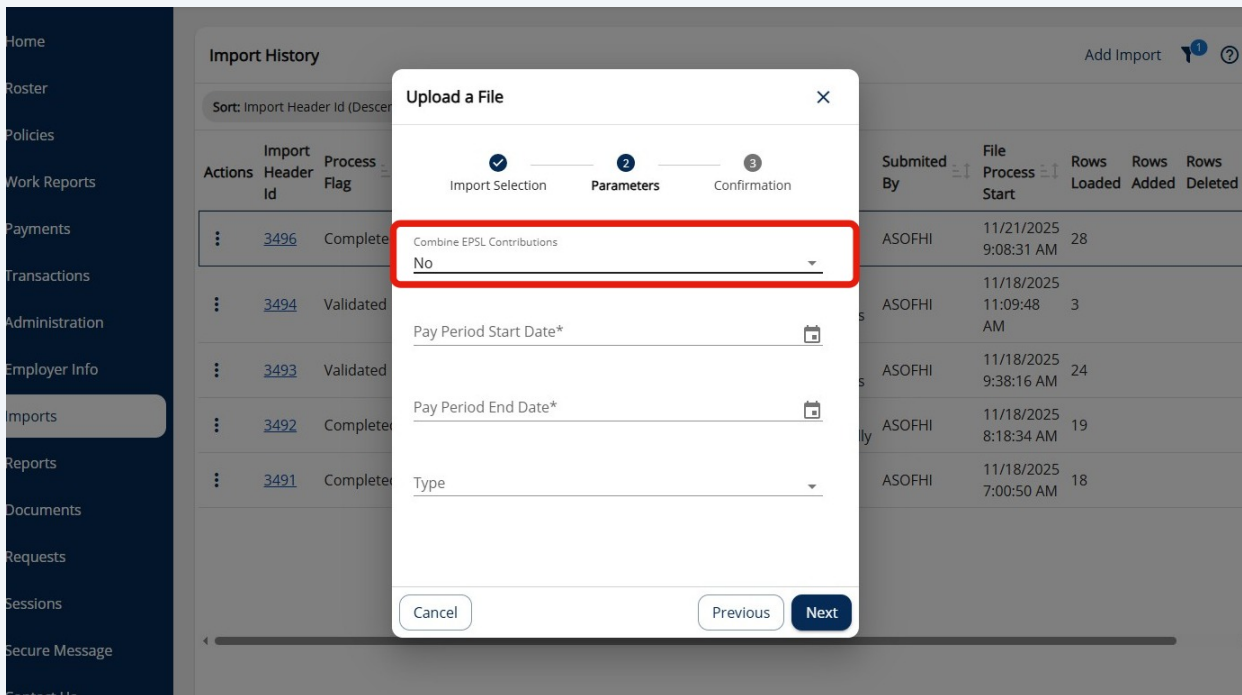 Home
Roster
Policies
Work Reports
Payments
Transactions
Administration
Employer Info
Imports
Reports
Documents
Requests
Sessions
Secure Message
Import History
Add Import
1
Sort: Import Header Id (Descen
Actions
Import Header Id
Process Flag
Submited By
File Process Start
Rows Loaded
Rows Added
Rows Deleted
3496 Complete ASOFHI 11/21/2025 9:08:31 AM 28
3494 Validated s ASOFHI 11/18/2025 11:09:48 AM 3
3493 Validated s ASOFHI 11/18/2025 9:38:16 AM 24
3492 Completed lly ASOFHI 11/18/2025 8:18:34 AM 19
3491 Completed ASOFHI 11/18/2025 7:00:50 AM 18
Upload a File
Import Selection
2
Parameters
3
Confirmation
Combine EPSL Contributions
No
Pay Period Start Date*
Pay Period End Date*
Type
Cancel
Previous
Next